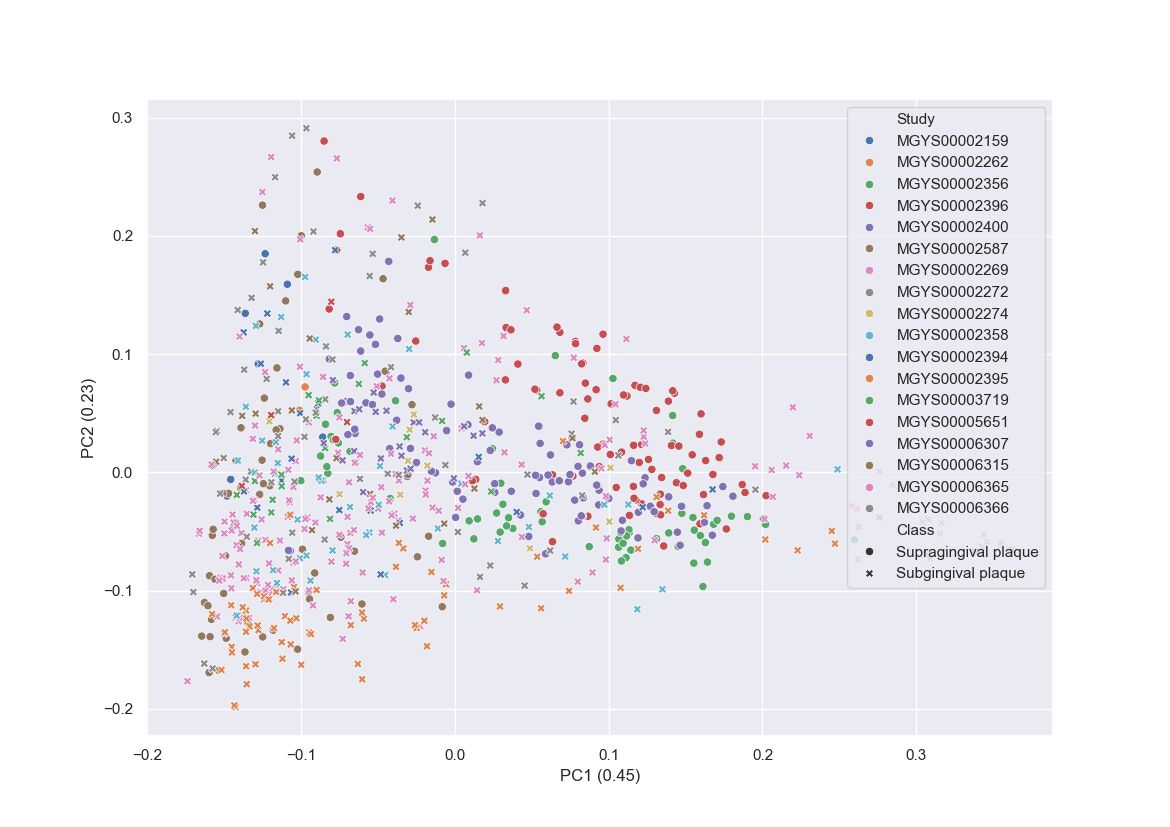 0.3
0.2
0.1
0.0
−0.1
−0.2
PC2 (0.23)
−0.2
−0.1
0.0
0.1
0.2
0.3
PC1 (0.45)
Study
MGYS00002159
MGYS00002262
MGYS00002356
MGYS00002396
MGYS00002400
MGYS00002587
MGYS00002269
MGYS00002272
MGYS00002274
MGYS00002358
MGYS00002394
MGYS00002395
MGYS00003719
MGYS00005651
MGYS00006307
MGYS00006315
MGYS00006365
MGYS00006366
Class
Supragingival plaque
Subgingival plaque